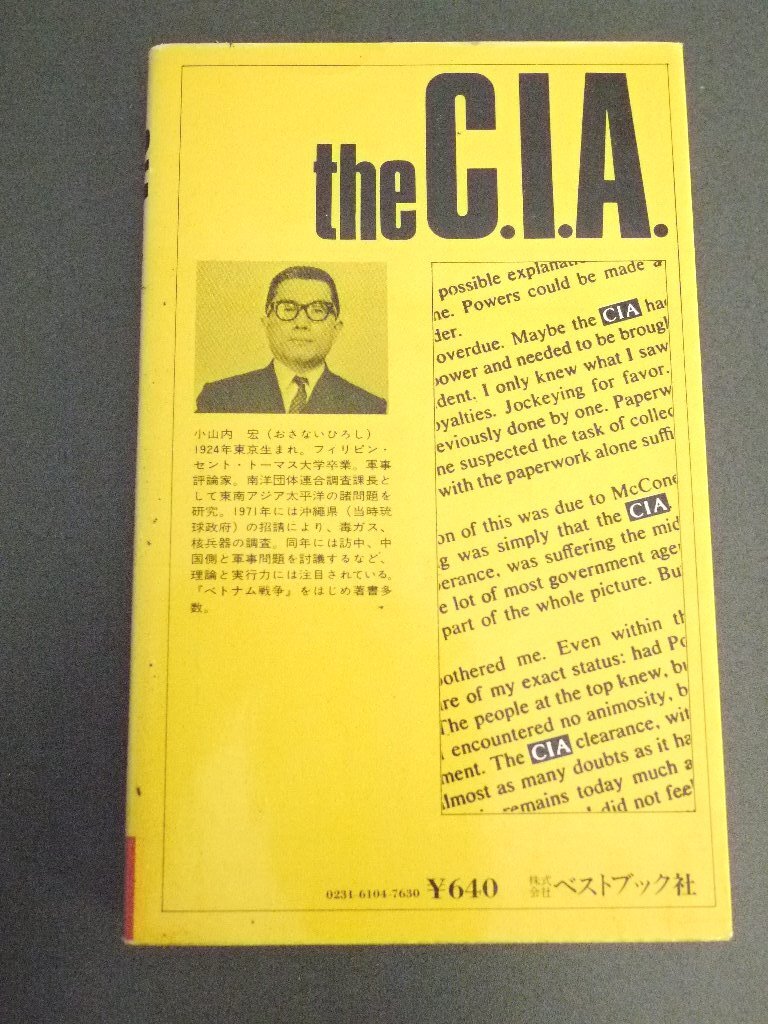 the C.I.A.
小山内 宏（おさないひろし）
1924年東京生まれ。フィリピン・
セント・トーマス大学卒業。軍事
評論家。南洋団体連合調査課長と
して東南アジア太平洋の諸問題を
研究。1971年には沖縄県（当時琉
球政府）の招請により、毒ガス、
核兵器の調査。同年には訪中、中
国側と軍事問題を討議するなど、
理論と実行力には注目されている。
『ベトナム戦争』をはじめ著書多
数。
possible explanati
ne. Powers could be made a
der.
overdue. Maybe the CIA had
power and needed to be brough
dent. I only knew what I saw
oyalties. Jockeying for favor.
eviously done by one. Paperw
ne suspected the task of collec
with the paperwork alone suffi
on of this was due to McCone
g was simply that the CIA,
erance, was suffering the mid
e lot of most government age
part of the whole picture. Bu
othered me. Even within th
re of my exact status: had Po
The people at the top knew, bu
encountered no animosity, b
ment. The CIA clearance, wit
lmost as many doubts as it ha
remains today much a
did not feel
0231-6104-7630 ¥640 株式会社 ベストブック社